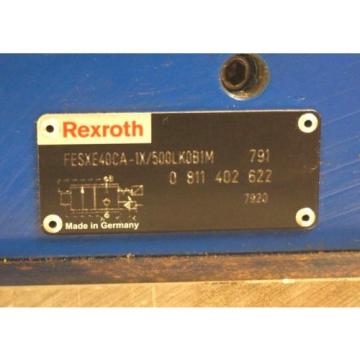 Rexroth
FESXE40CA-1X/500LK0B1M 791
0 811 402 622
7920
Made in Germany